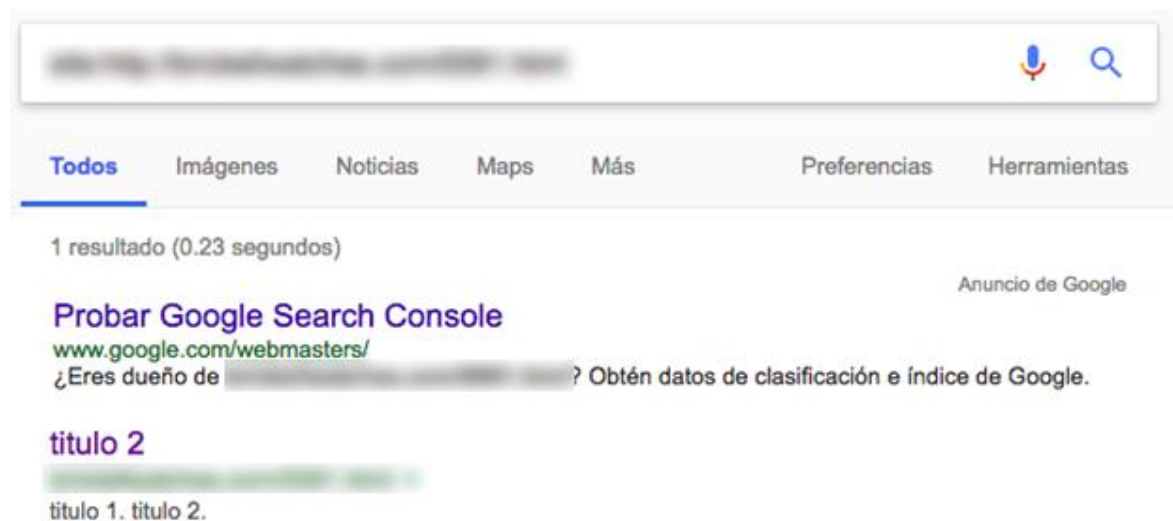 Todos Imágenes Noticias Maps Más Preferencias Herramientas
1 resultado (0.23 segundos)
Anuncio de Google
Probar Google Search Console
www.google.com/webmasters/
¿Eres dueño de ? Obtén datos de clasificación e índice de Google.
titulo 2
titulo 1. titulo 2.